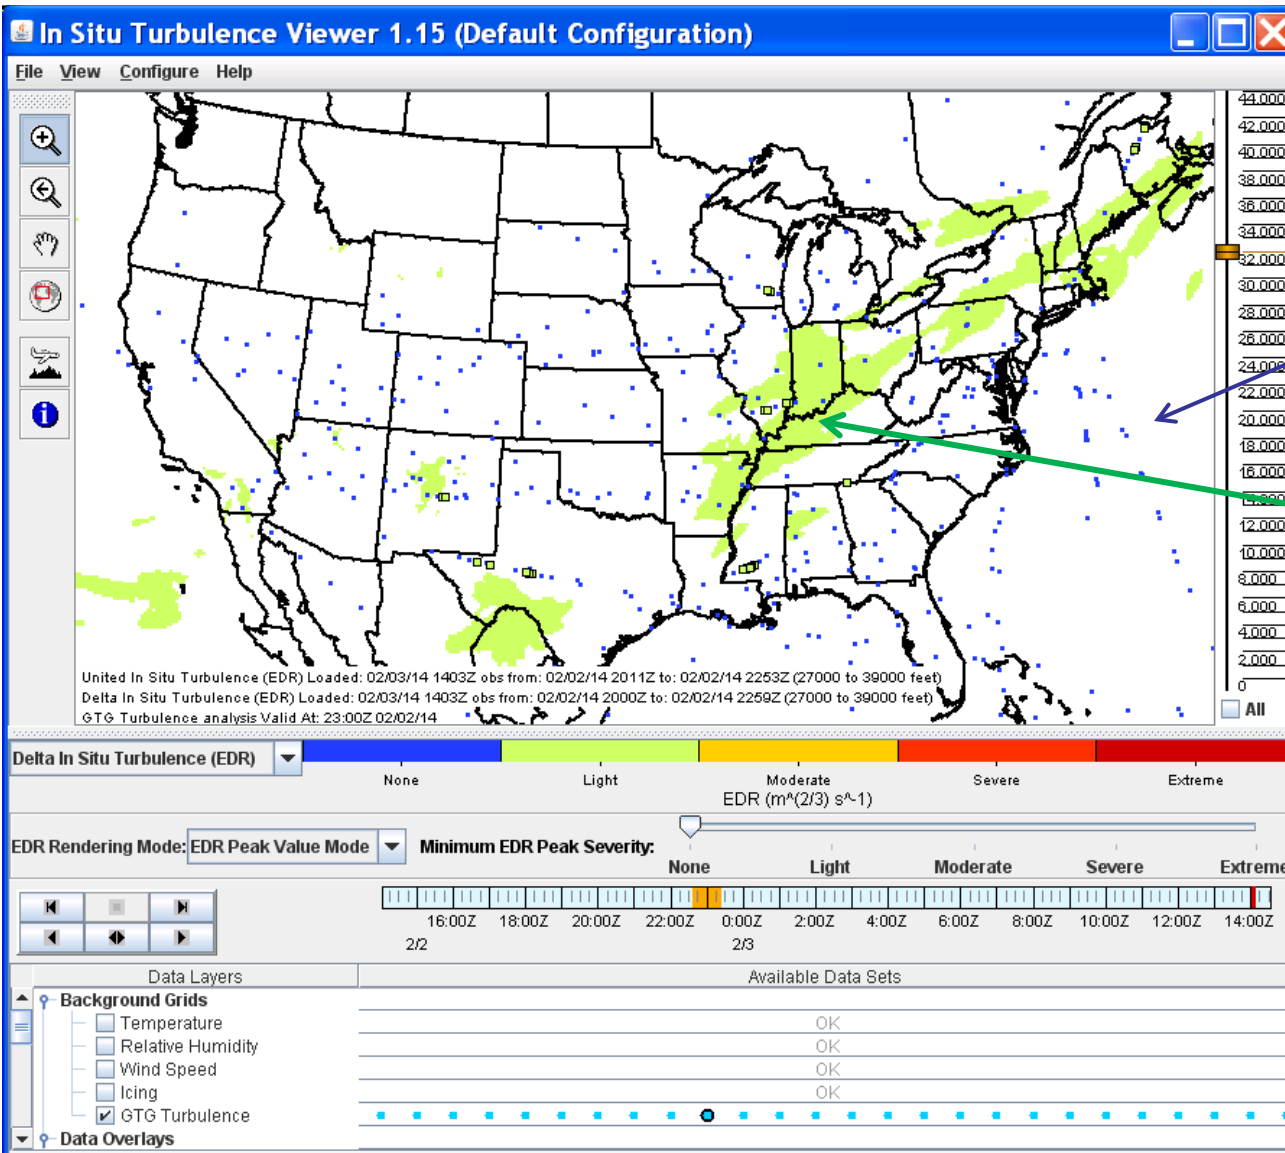 In Situ Turbulence Viewer 1.15 (Default Configuration)
File View Configure Help
44.000
42.000
40.000
38.000
36.000
34.000
32.000
30.000
28.000
26.000
24.000
22.000
20.000
18.000
16.000
12.000
10.000
8.000
6.000
4.000
2.000
0
All
United In Situ Turbulence (EDR) Loaded: 02/03/14 1403Z obs from: 02/02/14 2011Z to: 02/02/14 2253Z (27000 to 39000 feet)
Delta In Situ Turbulence (EDR) Loaded: 02/03/14 1403Z obs from: 02/02/14 2000Z to: 02/02/14 2259Z (27000 to 39000 feet)
GTG Turbulence analysis Valid At: 23:00Z 02/02/14
Delta In Situ Turbulence (EDR)
None Light Moderate Severe Extreme
EDR (m^(2/3) s^-1)
EDR Rendering Mode: EDR Peak Value Mode Minimum EDR Peak Severity:
None Light Moderate Severe Extreme
16:00Z 18:00Z 20:00Z 22:00Z 0:00Z 2:00Z 4:00Z 6:00Z 8:00Z 10:00Z 12:00Z 14:00Z
2/2 2/3
Data Layers Available Data Sets
Background Grids
Temperature OK
Relative Humidity OK
Wind Speed OK
Icing OK
GTG Turbulence
Data Overlays